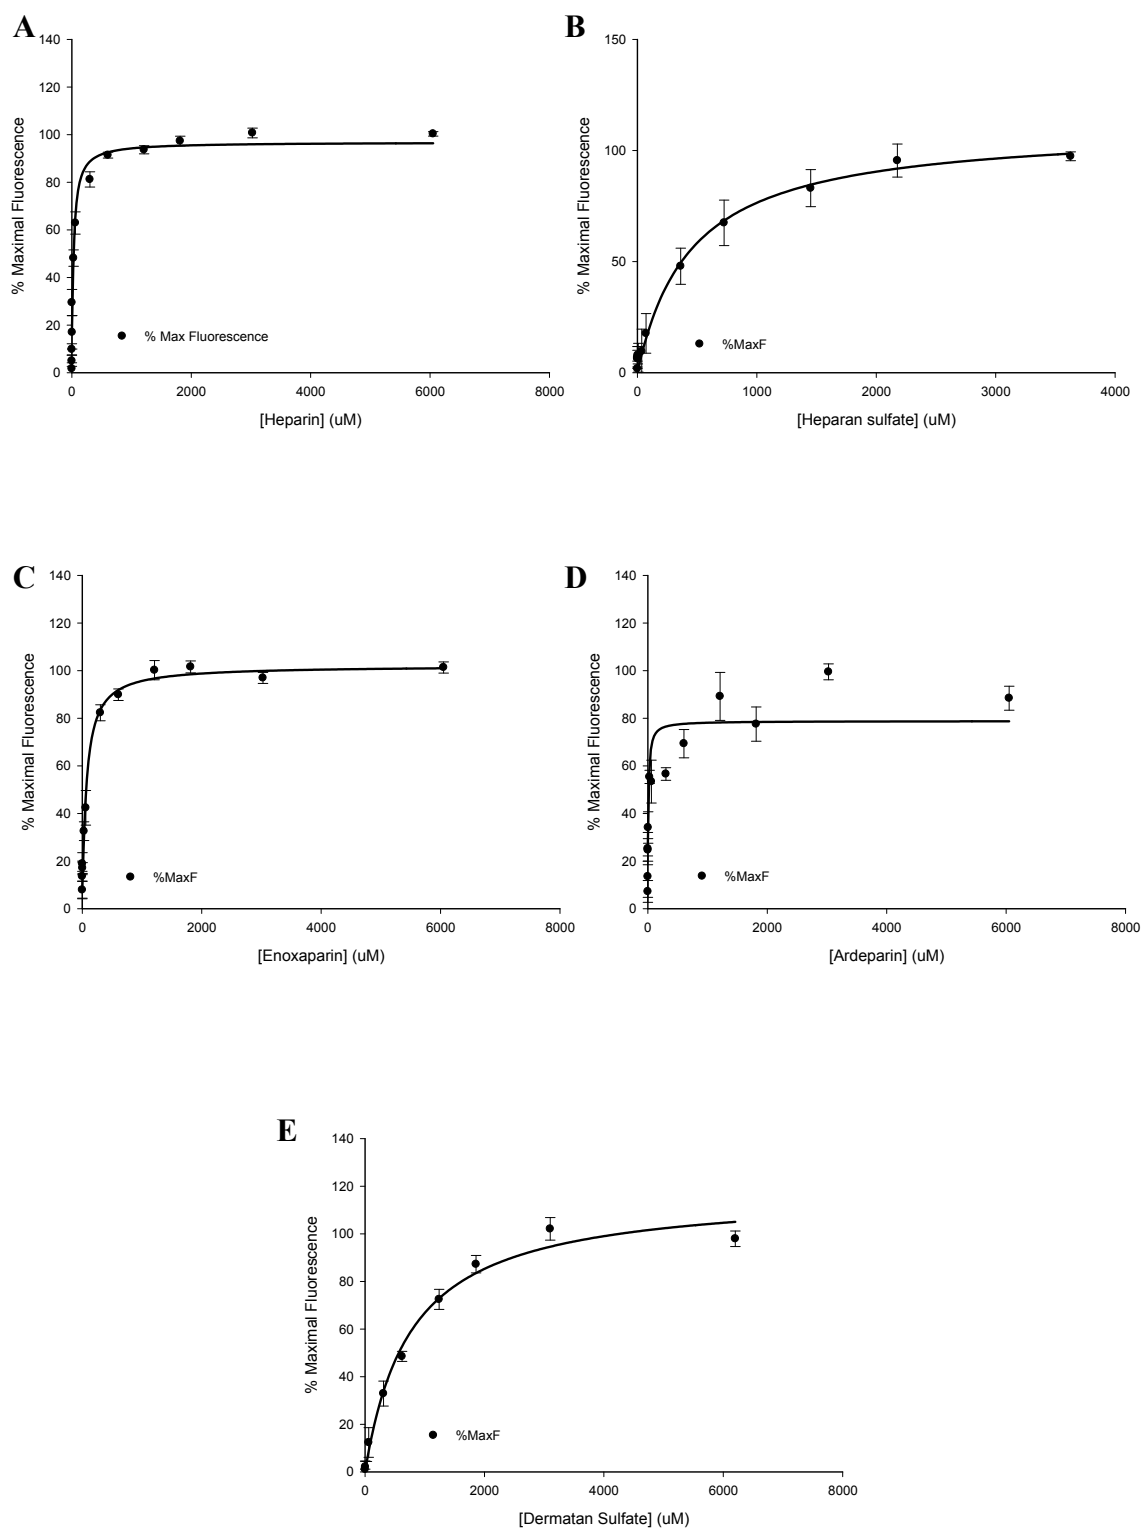 A
140
120
100
80
60
40
20
0
% Maximal Fluorescence
% Max Fluorescence
0 2000 4000 6000 8000
[Heparin] (uM)
B
150
100
50
0
% Maximal Fluorescence
%MaxF
0 1000 2000 3000 4000
[Heparan sulfate] (uM)
C
140
120
100
80
60
40
20
0
% Maximal Fluorescence
%MaxF
0 2000 4000 6000 8000
[Enoxaparin] (uM)
D
140
120
100
80
60
40
20
0
% Maximal Fluorescence
%MaxF
0 2000 4000 6000 8000
[Ardeparin] (uM)
E
140
120
100
80
60
40
20
0
% Maximal Fluorescence
%MaxF
0 2000 4000 6000 8000
[Dermatan Sulfate] (uM)